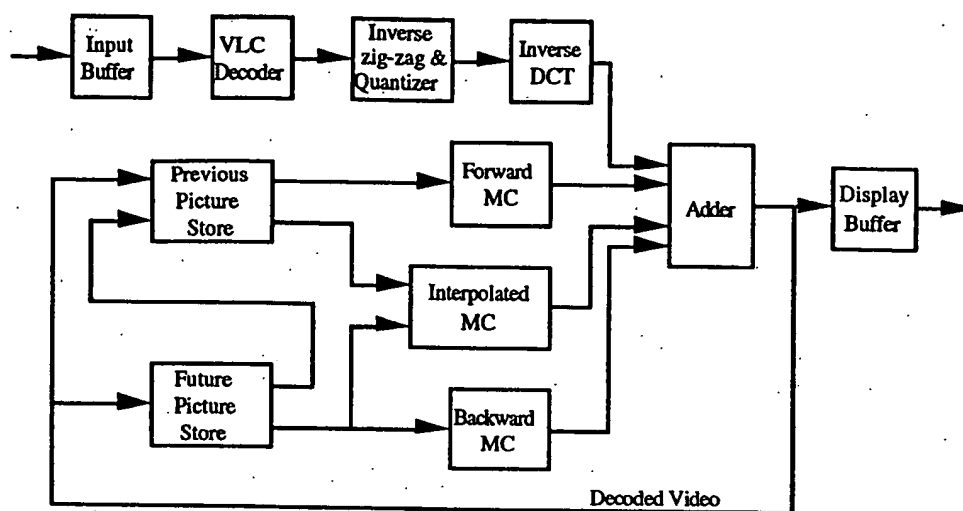 Input
Buffer
VLC
Decoder
Inverse
zig-zag &
Quantizer
Inverse
DCT
Previous
Picture
Store
Forward
MC
Adder
Display
Buffer
Interpolated
MC
Future
Picture
Store
Backward
MC
Decoded Video